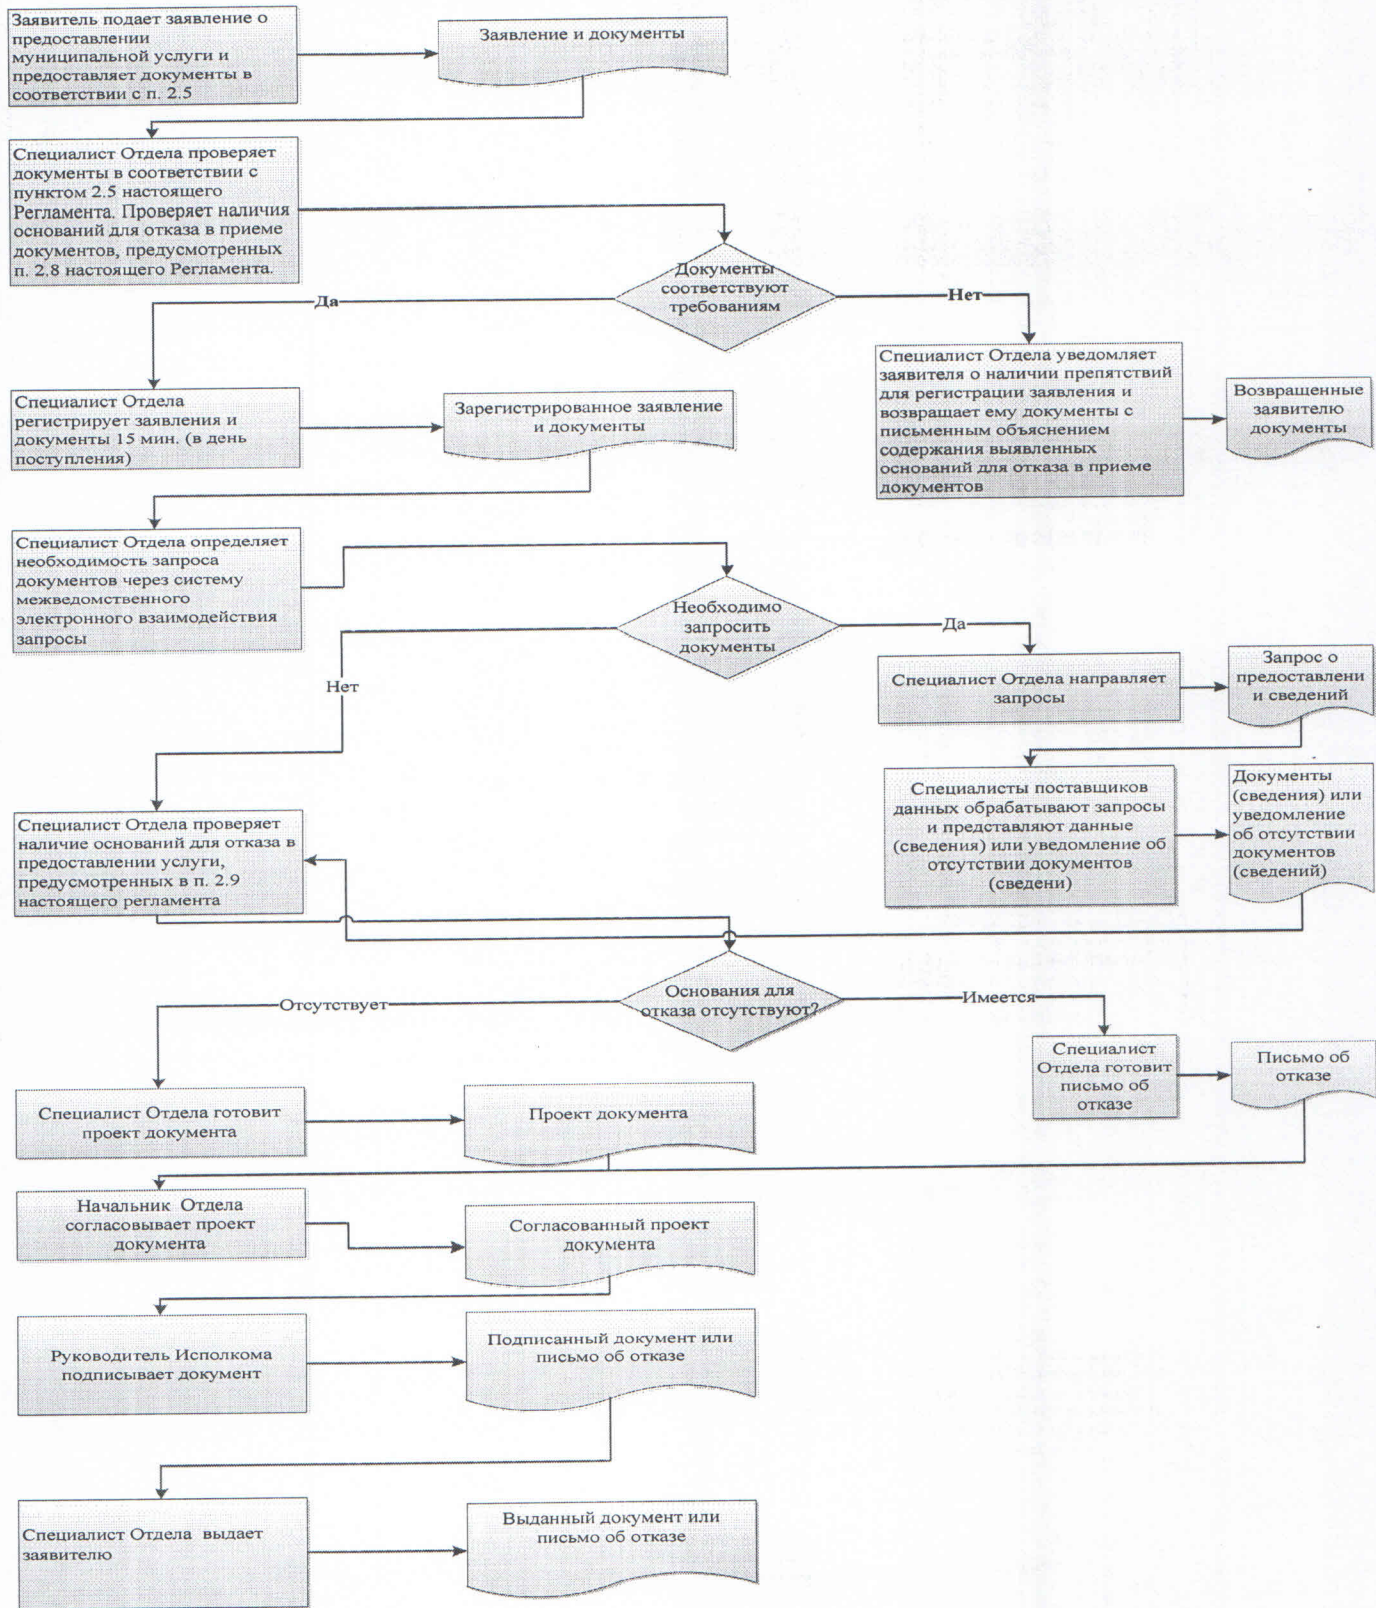 Заявитель подает заявление о
предоставлении
муниципальной услуги и
предоставляет документы в
соответствии с п. 2.5
Заявление и документы
Специалист Отдела проверяет
документы в соответствии с
пунктом 2.5 настоящего
Регламента. Проверяет наличия
оснований для отказа в приеме
документов, предусмотренных
п. 2.8 настоящего Регламента.
Документы
соответствуют
требованиям
Да
Нет
Специалист Отдела
регистрирует заявления и
документы 15 мин. (в день
поступления)
Зарегистрированное заявление
и документы
Специалист Отдела уведомляет
заявителя о наличии препятствий
для регистрации заявления и
возвращает ему документы с
письменным объяснением
содержания выявленных
оснований для отказа в приеме
документов
Возвращенные
заявителю
документы
Специалист Отдела определяет
необходимость запроса
документов через систему
межведомственного
электронного взаимодействия
запросы
Необходимо
запросить
документы
Да
Нет
Специалист Отдела направляет
запросы
Запрос о
предоставлени
и сведений
Специалисты поставщиков
данных обрабатывают запросы
и представляют данные
(сведения) или уведомление об
отсутствии документов
(сведени)
Документы
(сведения) или
уведомление
об отсутствии
документов
(сведений)
Специалист Отдела проверяет
наличие оснований для отказа в
предоставлении услуги,
предусмотренных в п. 2.9
настоящего регламента
Основания для
отказа отсутствуют?
Отсутствует
Имеется
Специалист
Отдела готовит
письмо об
отказе
Письмо об
отказе
Специалист Отдела готовит
проект документа
Проект документа
Начальник Отдела
согласовывает проект
документа
Согласованный проект
документа
Руководитель Исполкома
подписывает документ
Подписанный документ или
письмо об отказе
Специалист Отдела выдает
заявителю
Выданный документ или
письмо об отказе